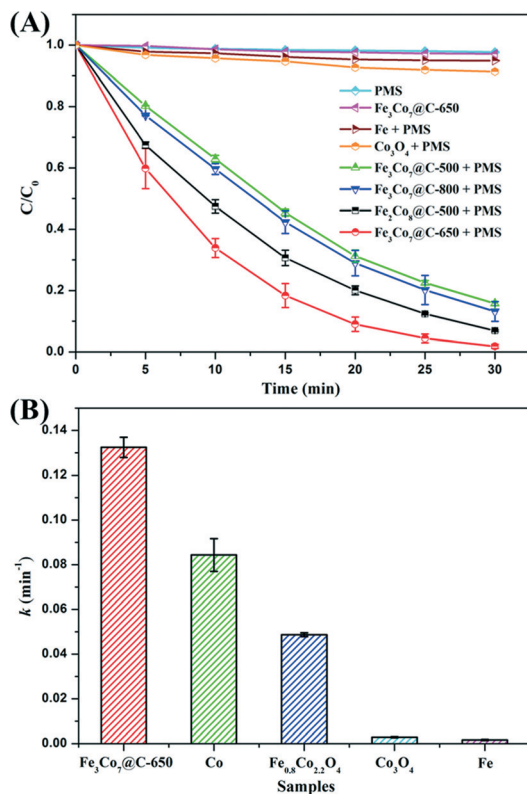 (A)
1.0
0.8
0.6
0.4
0.2
0.0
C/C₀
PMS
Fe₃Co₇@C-650
Fe + PMS
Co₃O₄ + PMS
Fe₃Co₇@C-500 + PMS
Fe₃Co₇@C-800 + PMS
Fe₂Co₈@C-500 + PMS
Fe₃Co₇@C-650 + PMS
0 5 10 15 20 25 30
Time (min)
(B)
0.14
0.12
0.10
0.08
0.06
0.04
0.02
0.00
k (min⁻¹)
Fe₃Co₇@C-650 Co Fe₀.₈Co₂.₂O₄ Co₃O₄ Fe
Samples